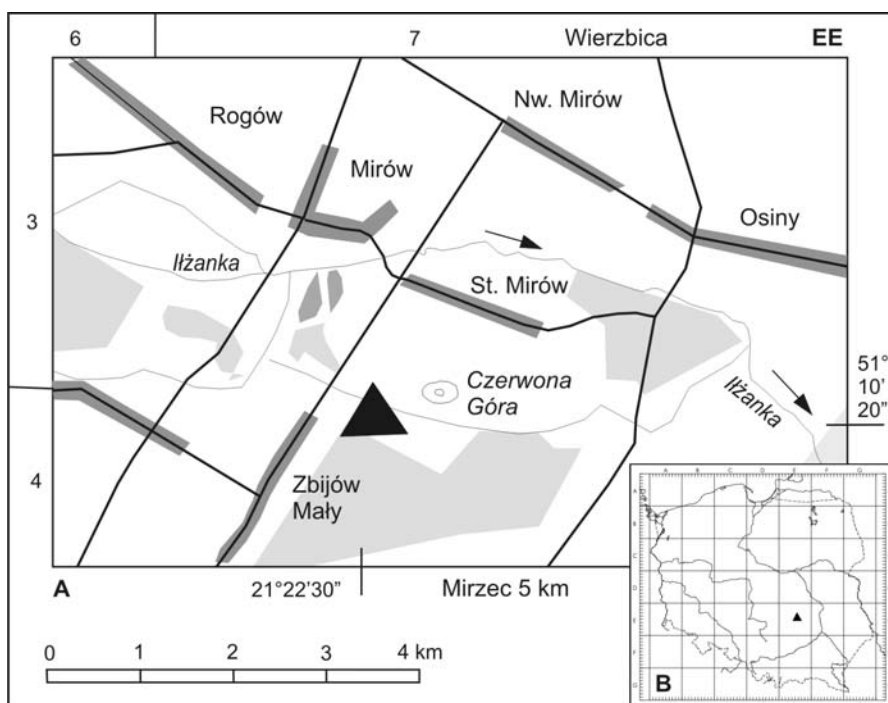 6
7
Wierzbica
EE
Rogów
Nw. Mirów
Mirów
3
Osiny
Iłżanka
St. Mirów
51°
10'
20"
Czerwona
Góra
Iłżanka
4
Zbijów
Mały
A
21°22'30"
Mirzec 5 km
0 1 2 3 4 km
A B C D E F G
B